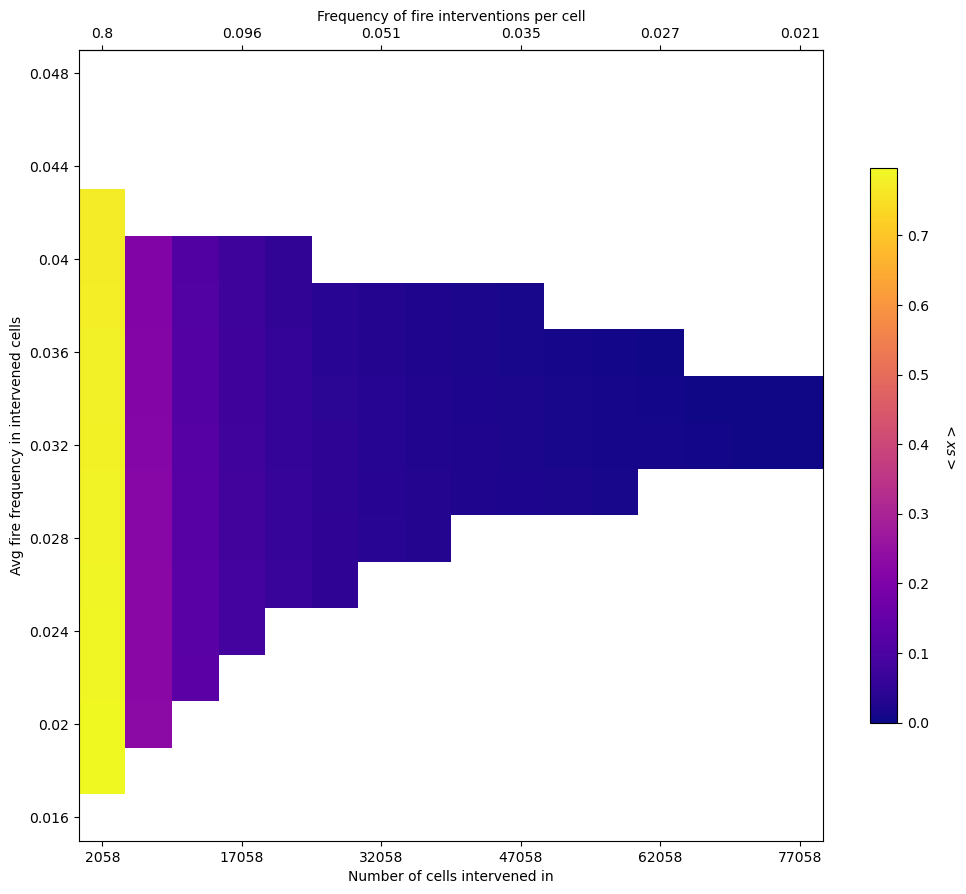 Frequency of fire interventions per cell
0.8 0.096 0.051 0.035 0.027 0.021
0.048
0.044
0.04
0.036
0.032
0.028
0.024
0.02
0.016
Avg fire frequency in intervened cells
2058 17058 32058 47058 62058 77058
Number of cells intervened in
0.7
0.6
0.5
0.4
0.3
0.2
0.1
0.0
< sx >